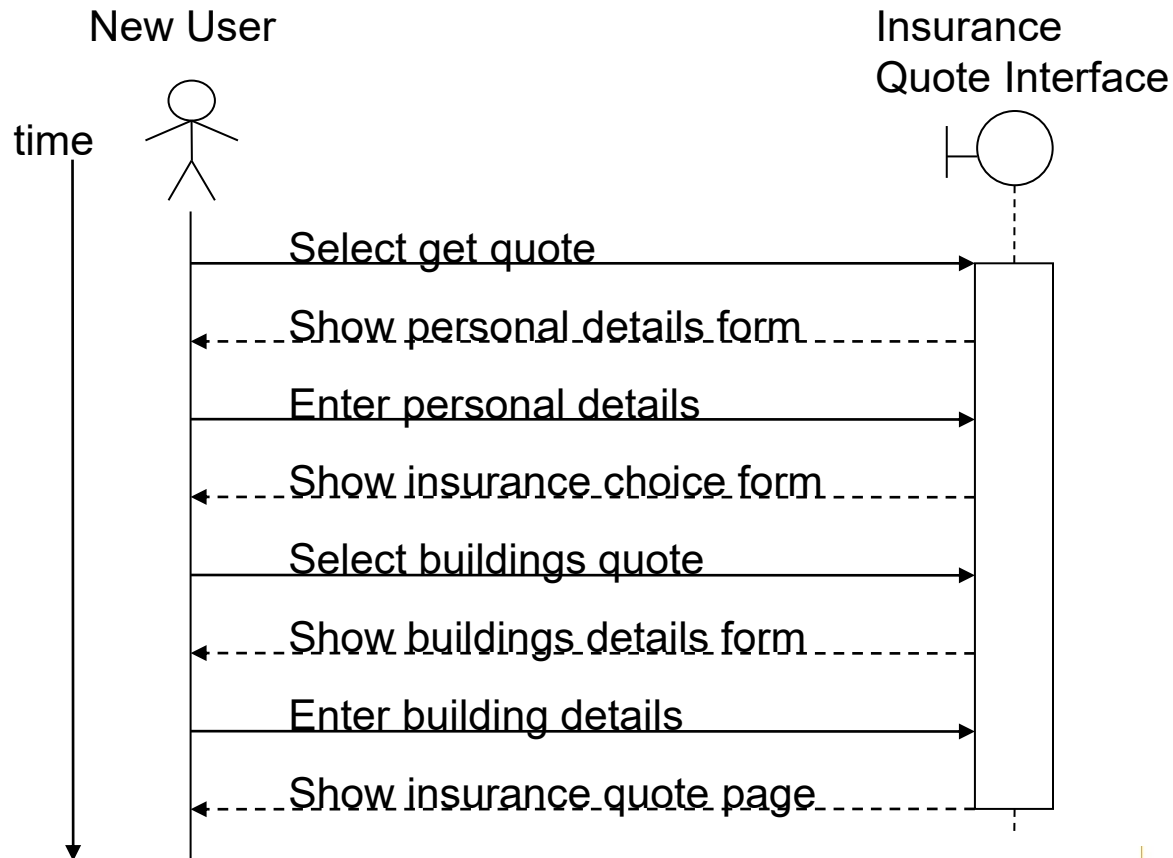 New User
Insurance
Quote Interface
time
Select get quote
Show personal details form
Enter personal details
Show insurance choice form
Select buildings quote
Show buildings details form
Enter building details
Show insurance quote page